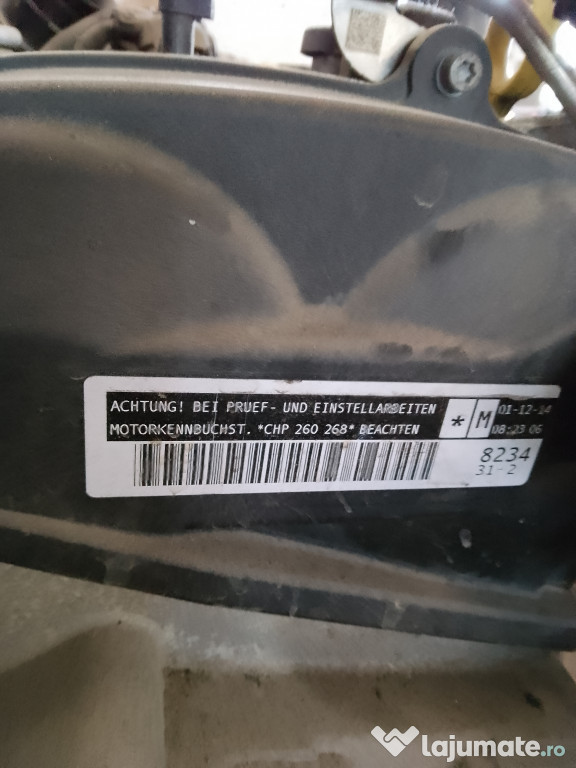 ACHTUNG! BEI PRUEF- UND EINSTELLARBEITEN
MOTORKENNBUCHST. *CHP 260 268* BEACHTEN
* M
01-12-14
08:23 06
8234
31-2
lajumate.ro